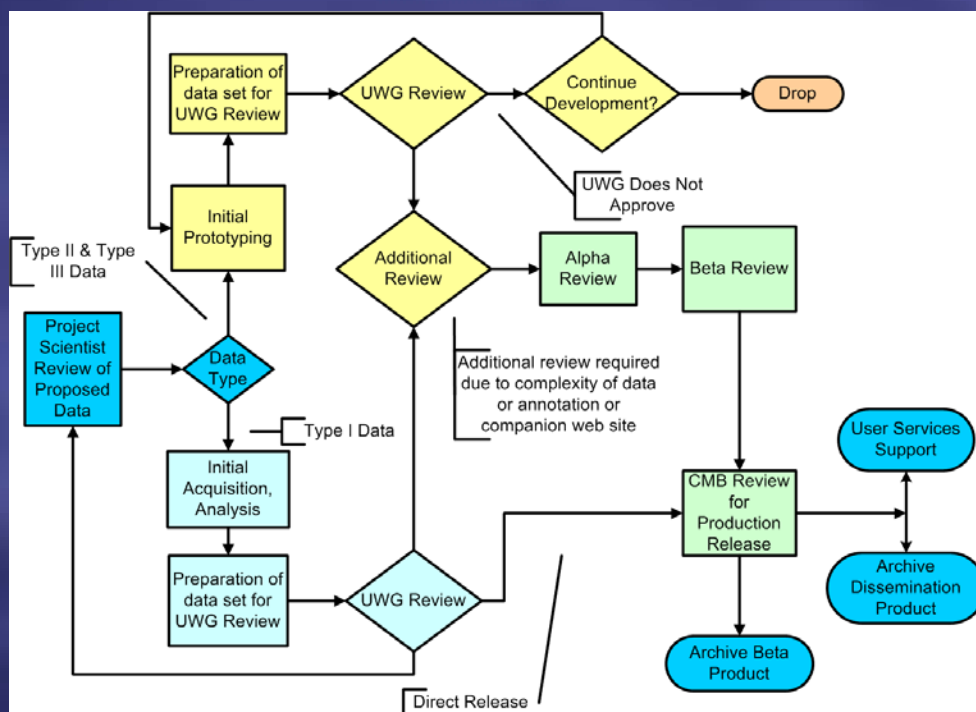 Preparation of
data set for
UWG Review
UWG Review
Continue
Development?
Drop
UWG Does Not
Approve
Initial
Prototyping
Type II & Type
III Data
Additional
Review
Alpha
Review
Beta Review
Project
Scientist
Review of
Proposed
Data
Data
Type
Additional review required
due to complexity of data
or annotation or
companion web site
Type I Data
User Services
Support
Initial
Acquisition,
Analysis
CMB Review
for
Production
Release
Preparation of
data set for
UWG Review
UWG Review
Archive
Dissemination
Product
Archive Beta
Product
Direct Release